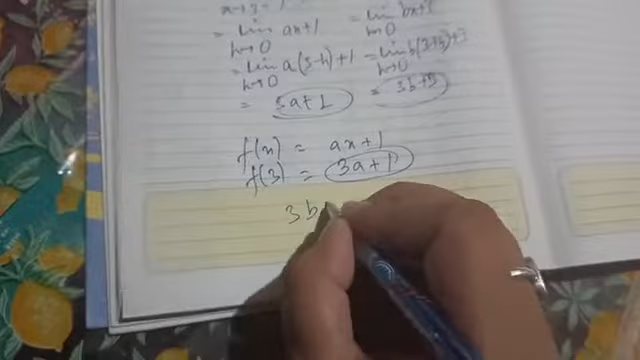 = lim ax+1 = lim bx+3
h→0 h→0
= lim a(3-h)+1 = lim b(3+h)+3
h→0 h→0
= 3a+1 = 3b+3
f(x) = ax+1
f(3) = 3a+1
3b